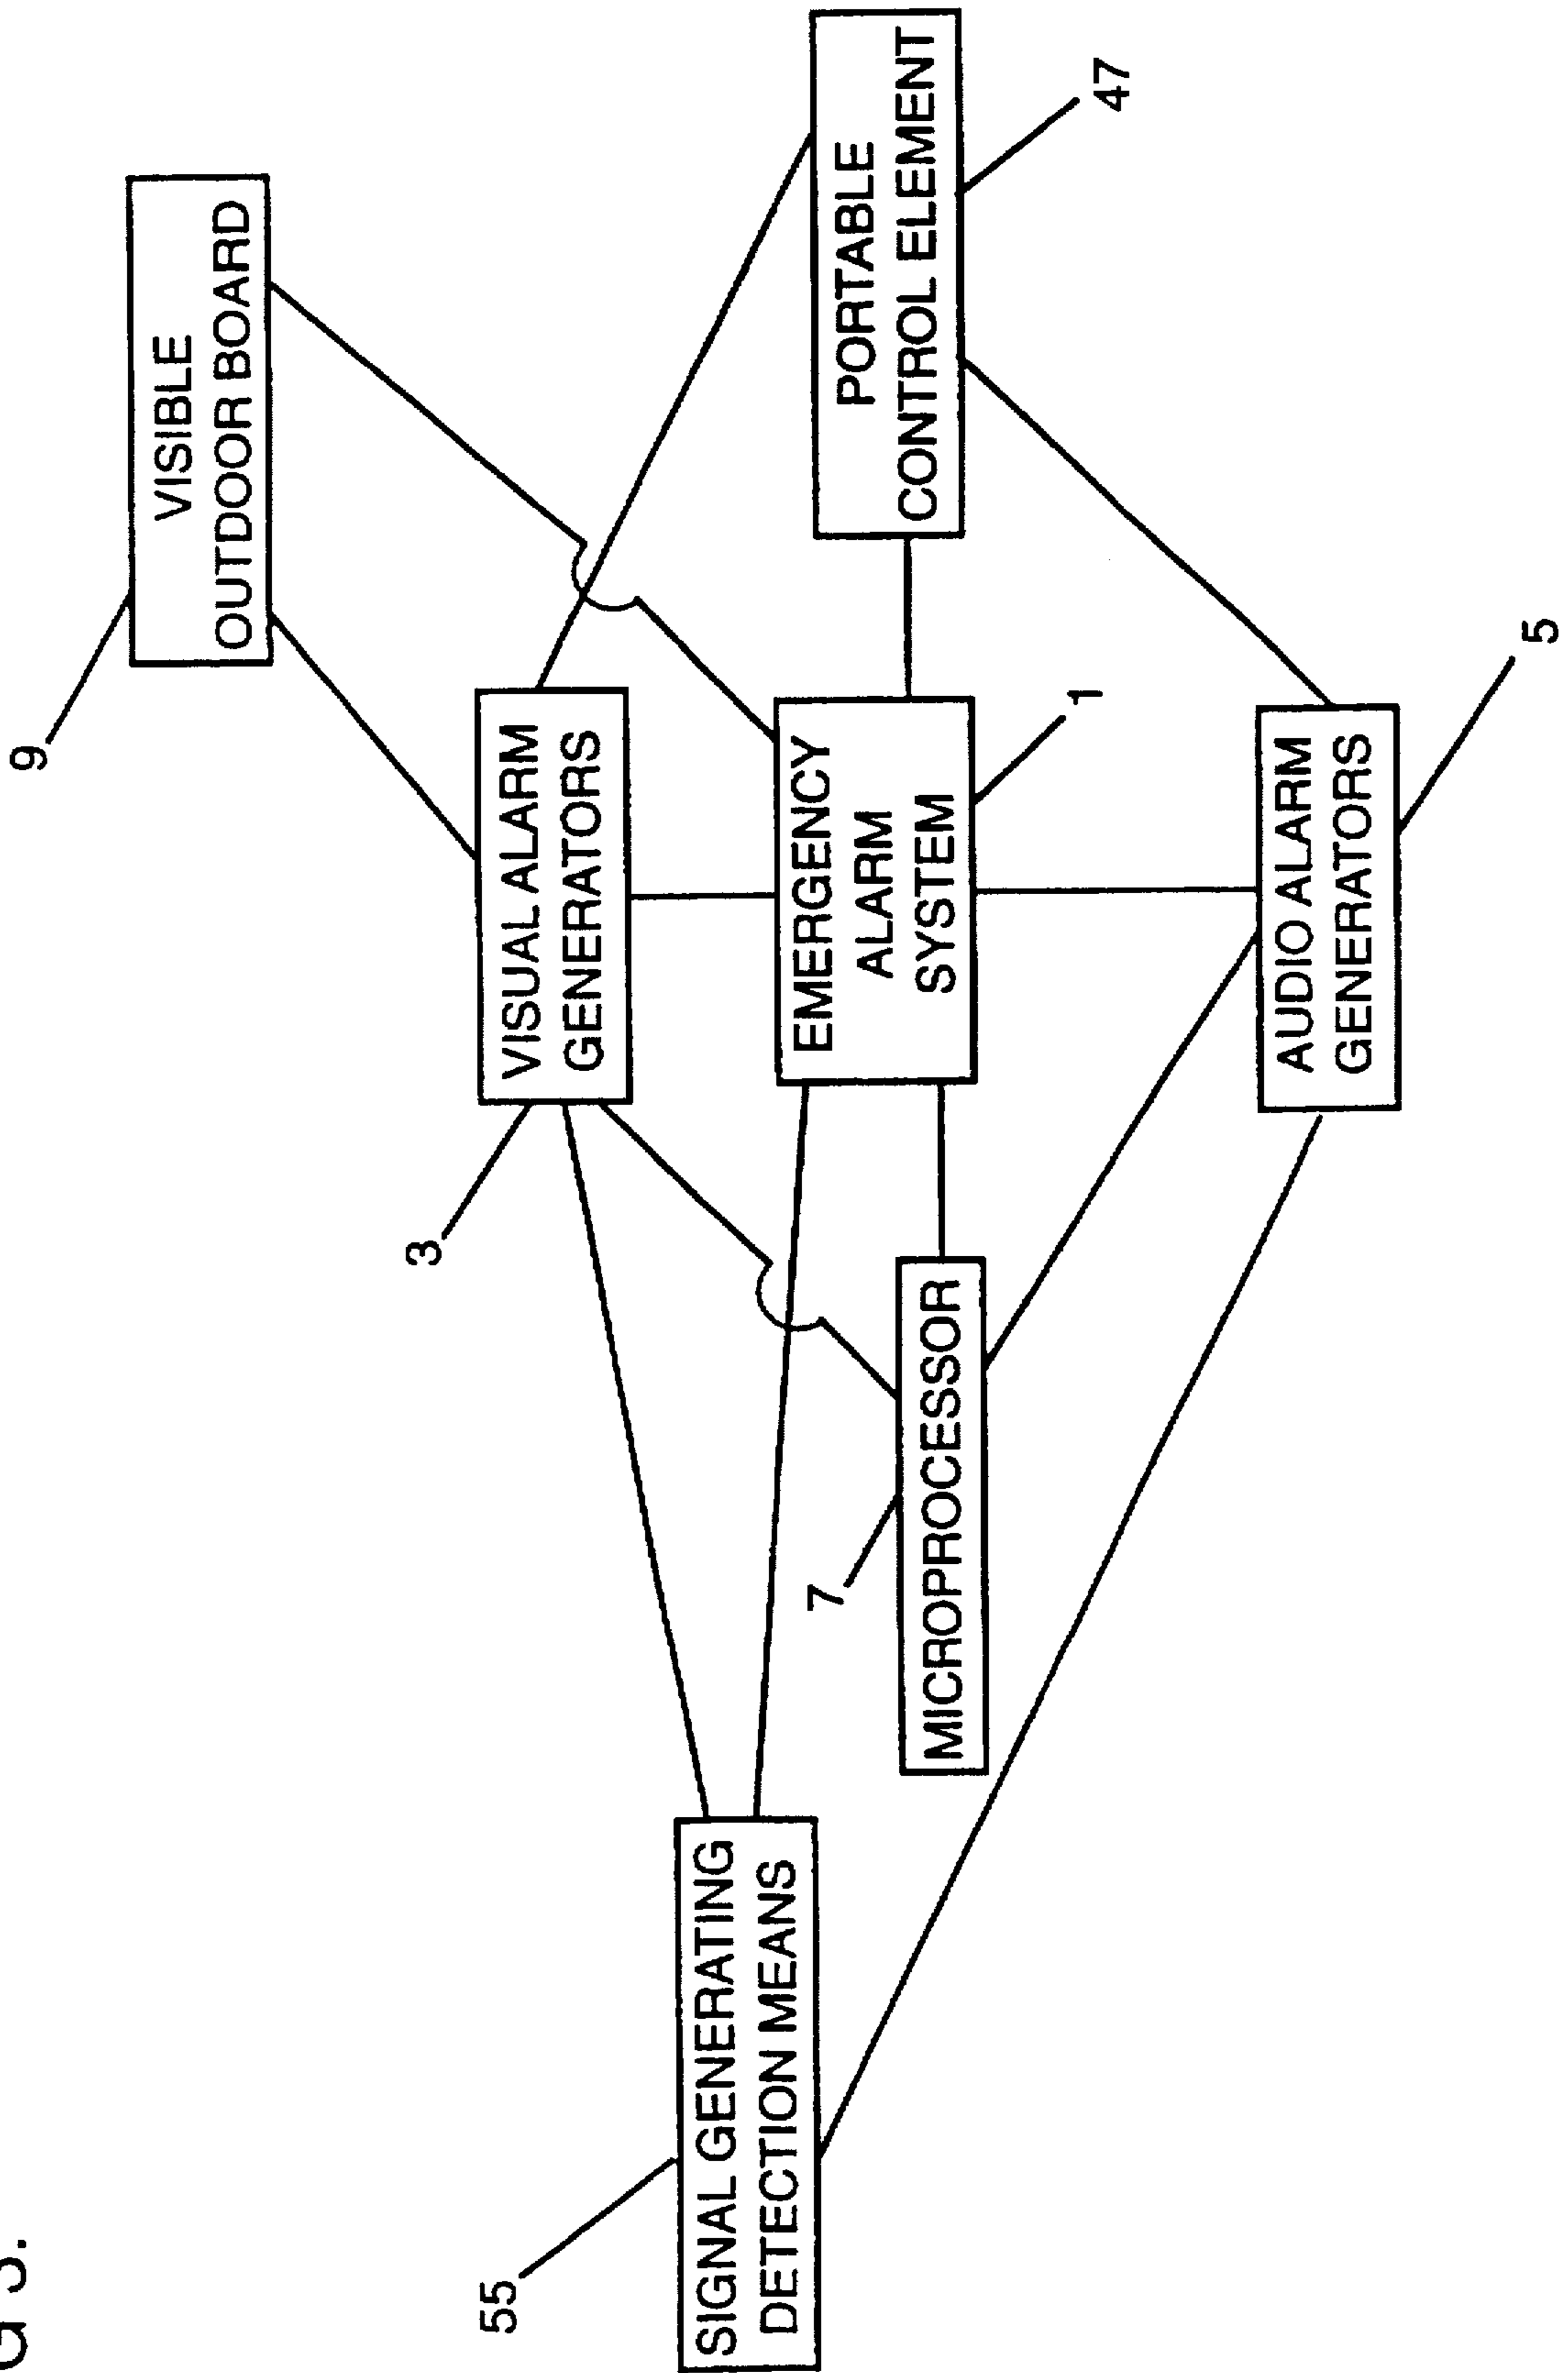 G 3.
9
VISIBLE
OUTDOOR BOARD
3
VISUAL ALARM
GENERATORS
55
SIGNAL GENERATING
DETECTION MEANS
EMERGENCY
ALARM
SYSTEM
1
PORTABLE
CONTROL ELEMENT
47
7
MICROPROCESSOR
AUDIO ALARM
GENERATORS
5